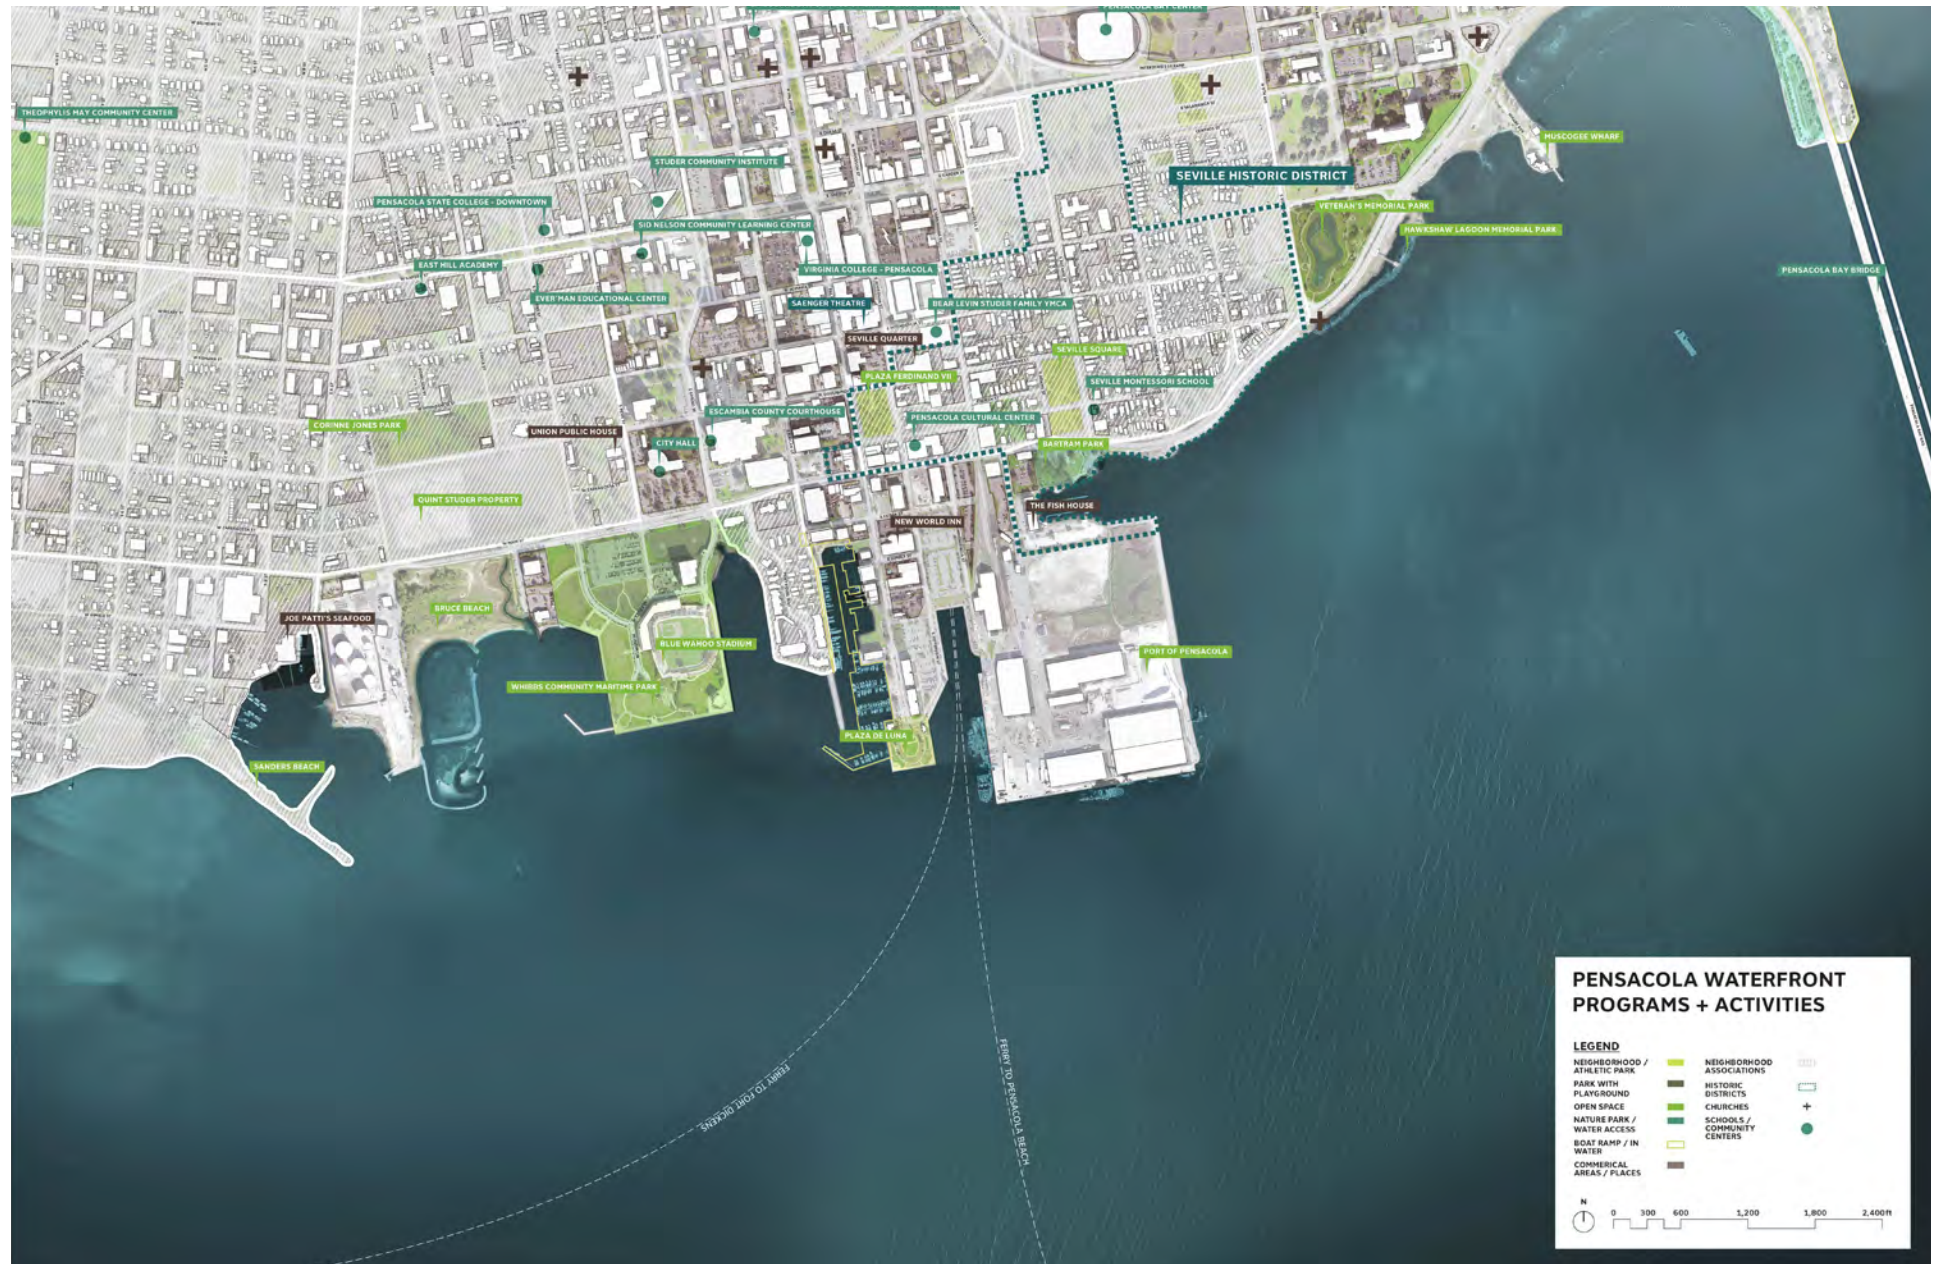 PENSACOLA BAY CENTER
THEOPHYLIS MAY COMMUNITY CENTER
MUSCOGEE WHARF
STUDER COMMUNITY INSTITUTE
SEVILLE HISTORIC DISTRICT
PENSACOLA STATE COLLEGE - DOWNTOWN
VETERAN'S MEMORIAL PARK
SID NELSON COMMUNITY LEARNING CENTER
HAWKSHAW LAGOON MEMORIAL PARK
EAST HILL ACADEMY
VIRGINIA COLLEGE - PENSACOLA
PENSACOLA BAY BRIDGE
EVER'MAN EDUCATIONAL CENTER
SAENGER THEATRE
BEAR LEVIN STUDER FAMILY YMCA
SEVILLE QUARTER
SEVILLE SQUARE
PLAZA FERDINAND VII
SEVILLE MONTESSORI SCHOOL
ESCAMBIA COUNTY COURTHOUSE
PENSACOLA CULTURAL CENTER
CORINNE JONES PARK
UNION PUBLIC HOUSE
CITY HALL
BARTRAM PARK
QUINT STUDER PROPERTY
THE FISH HOUSE
NEW WORLD INN
BRUCE BEACH
JOE PATTI'S SEAFOOD
BLUE WAHOO STADIUM
PORT OF PENSACOLA
WHIBBS COMMUNITY MARITIME PARK
PLAZA DE LUNA
SANDERS BEACH
FERRY TO FORT DICKENS
FERRY TO PENSACOLA BEACH
PENSACOLA WATERFRONT
PROGRAMS + ACTIVITIES
LEGEND
NEIGHBORHOOD /
ATHLETIC PARK
PARK WITH
PLAYGROUND
OPEN SPACE
NATURE PARK /
WATER ACCESS
BOAT RAMP / IN
WATER
COMMERICAL
AREAS / PLACES
NEIGHBORHOOD
ASSOCIATIONS
HISTORIC
DISTRICTS
CHURCHES
SCHOOLS /
COMMUNITY
CENTERS
N
0 300 600 1,200 1,800 2,400ft